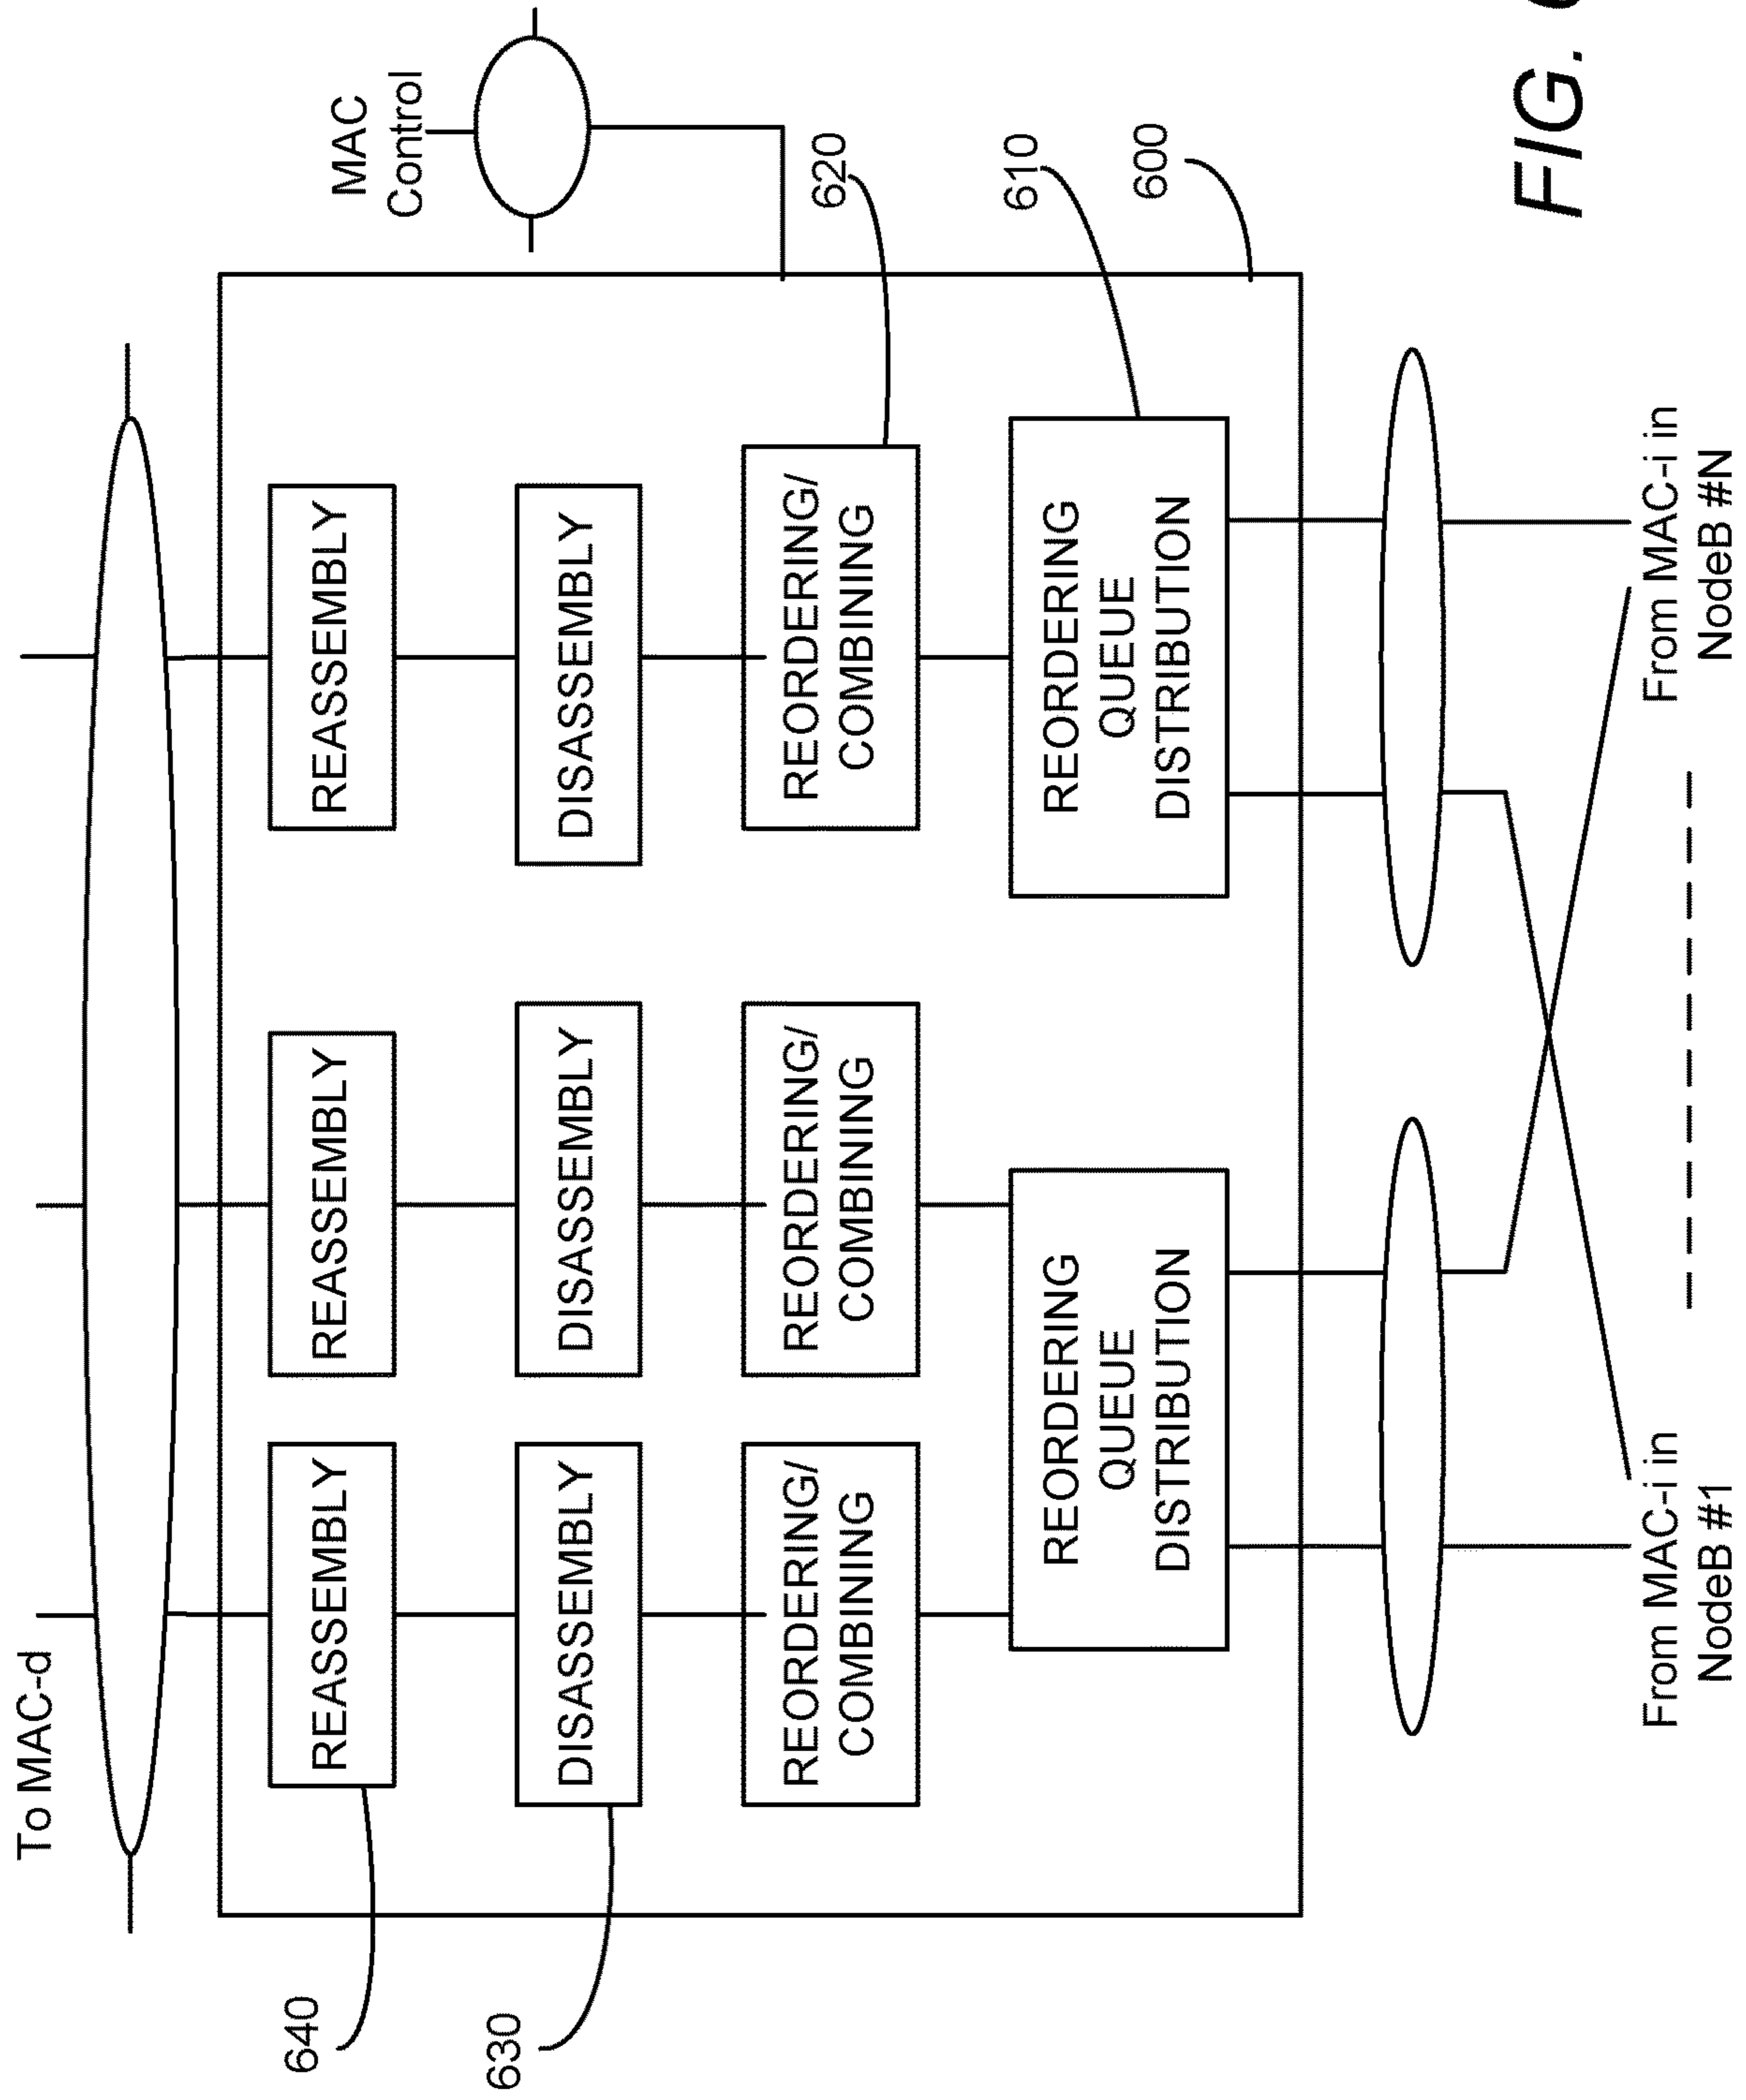 To MAC-d
MAC
Control
640
REASSEMBLY
REASSEMBLY
REASSEMBLY
630
DISASSEMBLY
DISASSEMBLY
DISASSEMBLY
620
REORDERING/
COMBINING
REORDERING/
COMBINING
REORDERING/
COMBINING
610
REORDERING
QUEUE
DISTRIBUTION
REORDERING
QUEUE
DISTRIBUTION
600
From MAC-i in
NodeB #1
From MAC-i in
NodeB #N
FIG.